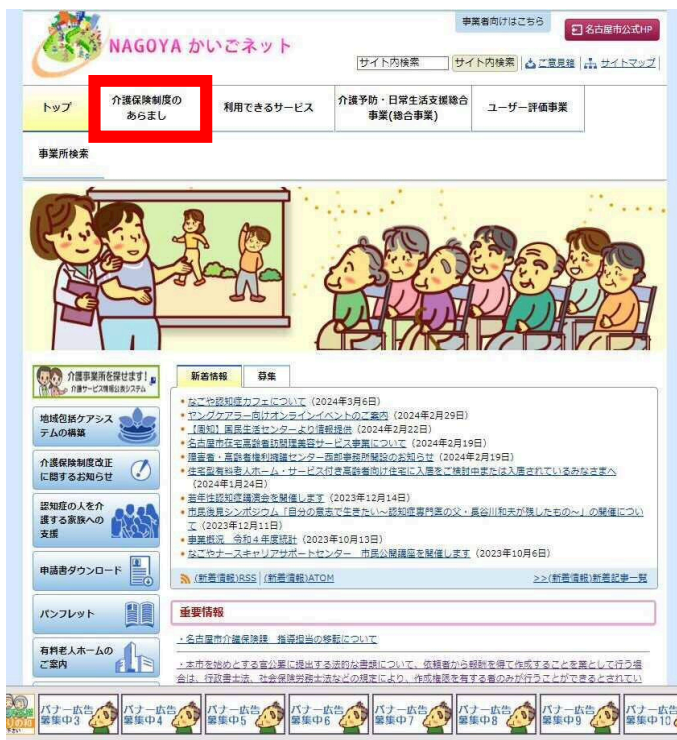 事業者向けはこちら
名古屋市公式HP
NAGOYA かいごネット
サイト内検索
サイト内検索
ご意見箱
サイトマップ
トップ
介護保険制度の
あらまし
利用できるサービス
介護予防・日常生活支援総合
事業(総合事業)
ユーザー評価事業
事業所検索
介護事業所を探せます!
介護サービス情報公表システム
地域包括ケアシス
テムの構築
介護保険制度改正
に関するお知らせ
認知症の人を介
護する家族への
支援
申請書ダウンロード
パンフレット
有料老人ホームの
ご案内
新着情報
募集
なごや認知症カフェについて(2024年3月6日)
ヤングケアラー向けオンラインイベントのご案内(2024年2月29日)
【周知】国民生活センターより情報提供(2024年2月22日)
名古屋市在宅高齢者訪問理美容サービス事業について(2024年2月19日)
障害者・高齢者権利擁護センター西部事務所開設のお知らせ(2024年2月19日)
住宅型有料老人ホーム・サービス付き高齢者向け住宅に入居をご検討中または入居されているみなさまへ
(2024年1月24日)
若年性認知症講演会を開催します(2023年12月14日)
市民後見シンポジウム「自分の意志で生きたい~認知症専門医の父・長谷川和夫が残したもの~」の開催につい
て(2023年12月11日)
事業概況 令和4年度統計(2023年10月13日)
なごやナースキャリアサポートセンター 市民公開講座を開催します(2023年10月6日)
(新着情報)RSS
(新着情報)ATOM
>>(新着情報)新着記事一覧
重要情報
・名古屋市介護保険課 指導担当の移転について
・本市を始めとする官公署に提出する法的な書類について、依頼者から報酬を得て作成することを業として行う場
合は、行政書士法、社会保険労務士法などの規定により、作成権限を有する者のみが行うことができるとされてい
バナー広告
募集中3
バナー広告
募集中4
バナー広告
募集中5
バナー広告
募集中6
バナー広告
募集中7
バナー広告
募集中8
バナー広告
募集中9
バナー広告
募集中10